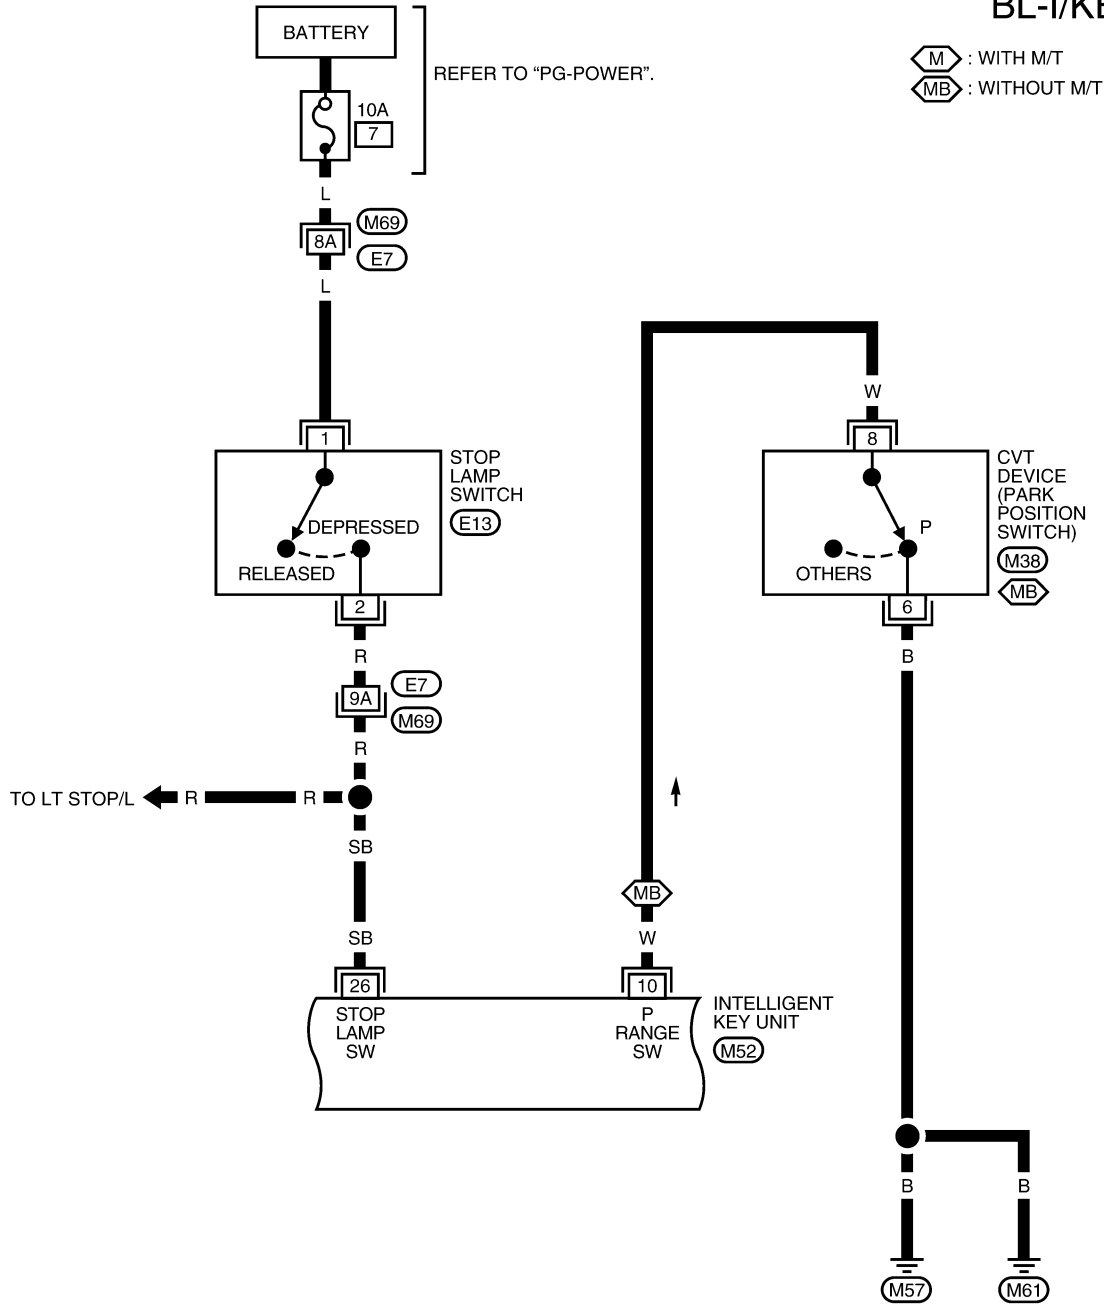 BL-I/KE
M : WITH M/T
MB : WITHOUT M/T
BATTERY
REFER TO “PG-POWER”.
10A
7
L
M69
8A
E7
L
W
1
8
STOP
LAMP
SWITCH
E13
DEPRESSED
RELEASED
CVT
DEVICE
(PARK
POSITION
SWITCH)
M38
MB
P
OTHERS
2
6
R
B
E7
9A
M69
R
TO LT STOP/L
R
R
SB
MB
SB
W
26
10
STOP
LAMP
SW
P
RANGE
SW
INTELLIGENT
KEY UNIT
M52
B
B
M57
M61